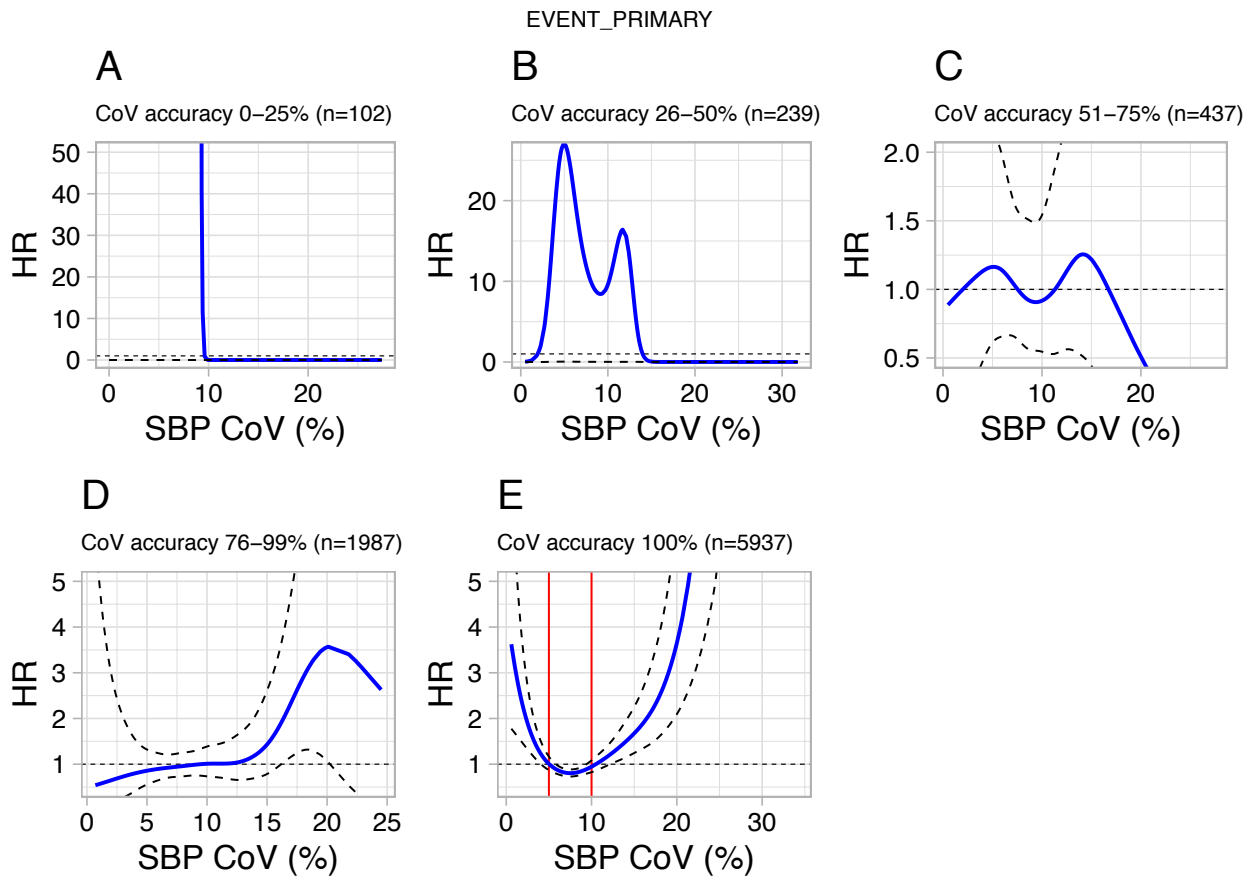 EVENT_PRIMARY
A
CoV accuracy 0−25% (n=102)
50
40
30
20
10
0
HR
0 10 20
SBP CoV (%)
B
CoV accuracy 26−50% (n=239)
20
10
0
HR
0 10 20 30
SBP CoV (%)
C
CoV accuracy 51−75% (n=437)
2.0
1.5
1.0
0.5
HR
0 10 20
SBP CoV (%)
D
CoV accuracy 76−99% (n=1987)
5
4
3
2
1
HR
0 5 10 15 20 25
SBP CoV (%)
E
CoV accuracy 100% (n=5937)
5
4
3
2
1
HR
0 10 20 30
SBP CoV (%)